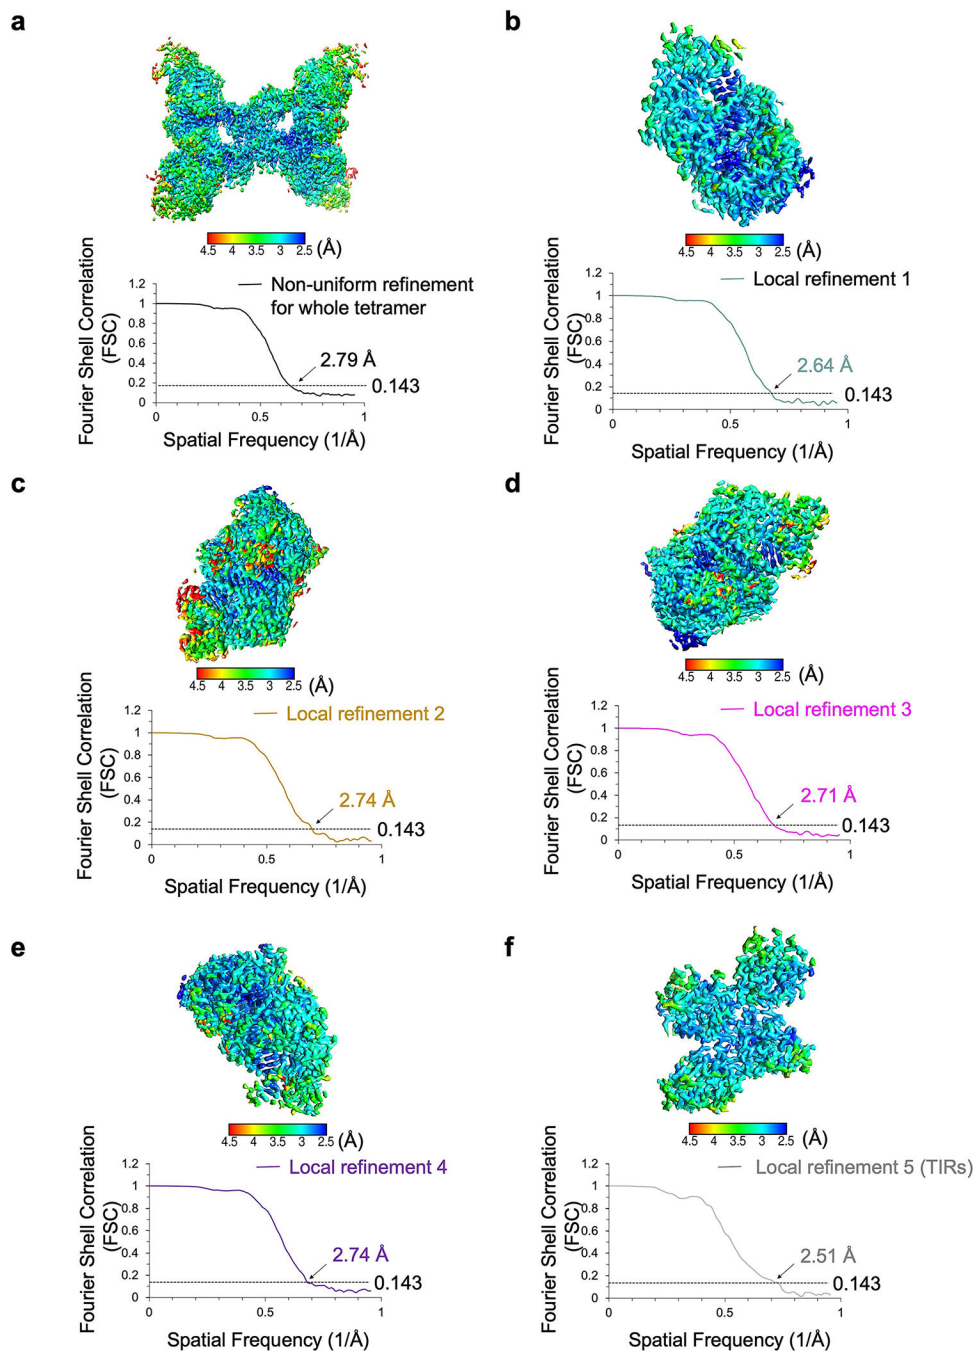 a
4.5 4 3.5 3 2.5 (Å)
Fourier Shell Correlation
(FSC)
1.2
1
0.8
0.6
0.4
0.2
0
Non-uniform refinement
for whole tetramer
2.79 Å
0.143
0 0.5 1
Spatial Frequency (1/Å)
b
4.5 4 3.5 3 2.5 (Å)
Fourier Shell Correlation
(FSC)
1.2
1
0.8
0.6
0.4
0.2
0
Local refinement 1
2.64 Å
0.143
0.5 1
Spatial Frequency (1/Å)
c
4.5 4 3.5 3 2.5 (Å)
Fourier Shell Correlation
(FSC)
1.2
1
0.8
0.6
0.4
0.2
0
Local refinement 2
2.74 Å
0.143
0 0.5 1
Spatial Frequency (1/Å)
d
4.5 4 3.5 3 2.5 (Å)
Fourier Shell Correlation
(FSC)
1.2
1
0.8
0.6
0.4
0.2
0
Local refinement 3
2.71 Å
0.143
0 0.5 1
Spatial Frequency (1/Å)
e
4.5 4 3.5 3 2.5 (Å)
Fourier Shell Correlation
(FSC)
1.2
1
0.8
0.6
0.4
0.2
0
Local refinement 4
2.74 Å
0.143
0 0.5 1
Spatial Frequency (1/Å)
f
4.5 4 3.5 3 2.5 (Å)
Fourier Shell Correlation
(FSC)
1.2
1
0.8
0.6
0.4
0.2
0
Local refinement 5 (TIRs)
2.51 Å
0.143
0 0.5 1
Spatial Frequency (1/Å)